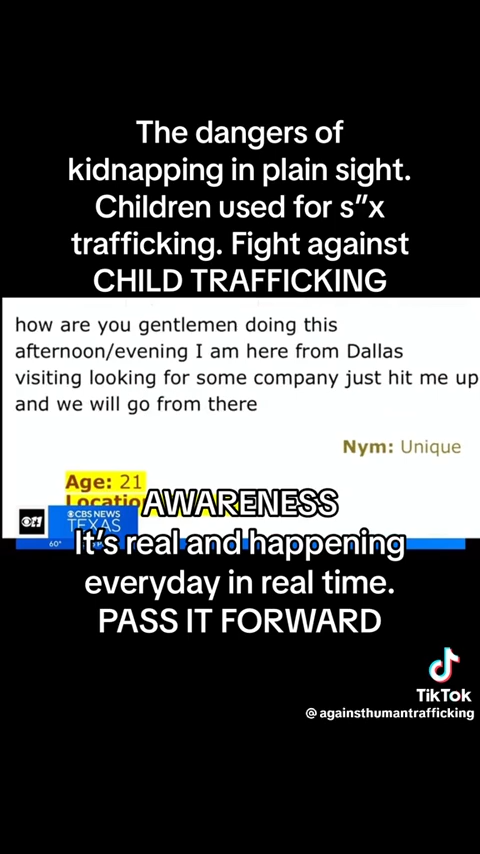 The dangers of
kidnapping in plain sight.
Children used for s”x
trafficking. Fight against
CHILD TRAFFICKING
how are you gentlemen doing this
afternoon/evening I am here from Dallas
visiting looking for some company just hit me up
and we will go from there
Nym: Unique
Age: 21
Location
CBS NEWS
TEXAS
60°
AWARENESS
It’s real and happening
everyday in real time.
PASS IT FORWARD
TikTok
@ againsthumantrafficking